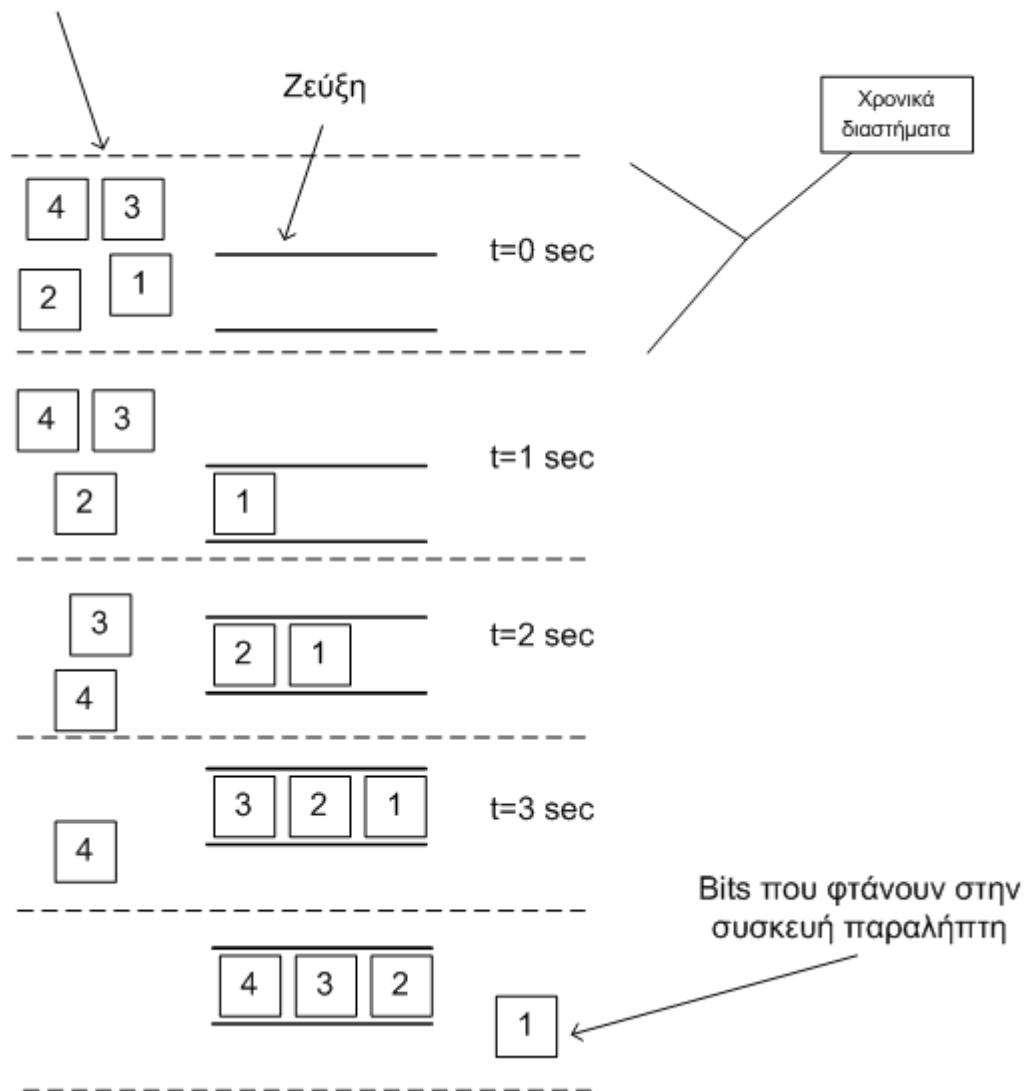 Ζεύξη
Χρονικά
διαστήματα
4 3
t=0 sec
2 1
4 3
t=1 sec
2 1
3
t=2 sec
2 1
4
3 2 1
t=3 sec
4
Bits που φτάνουν στην
συσκευή παραλήπτη
4 3 2
1